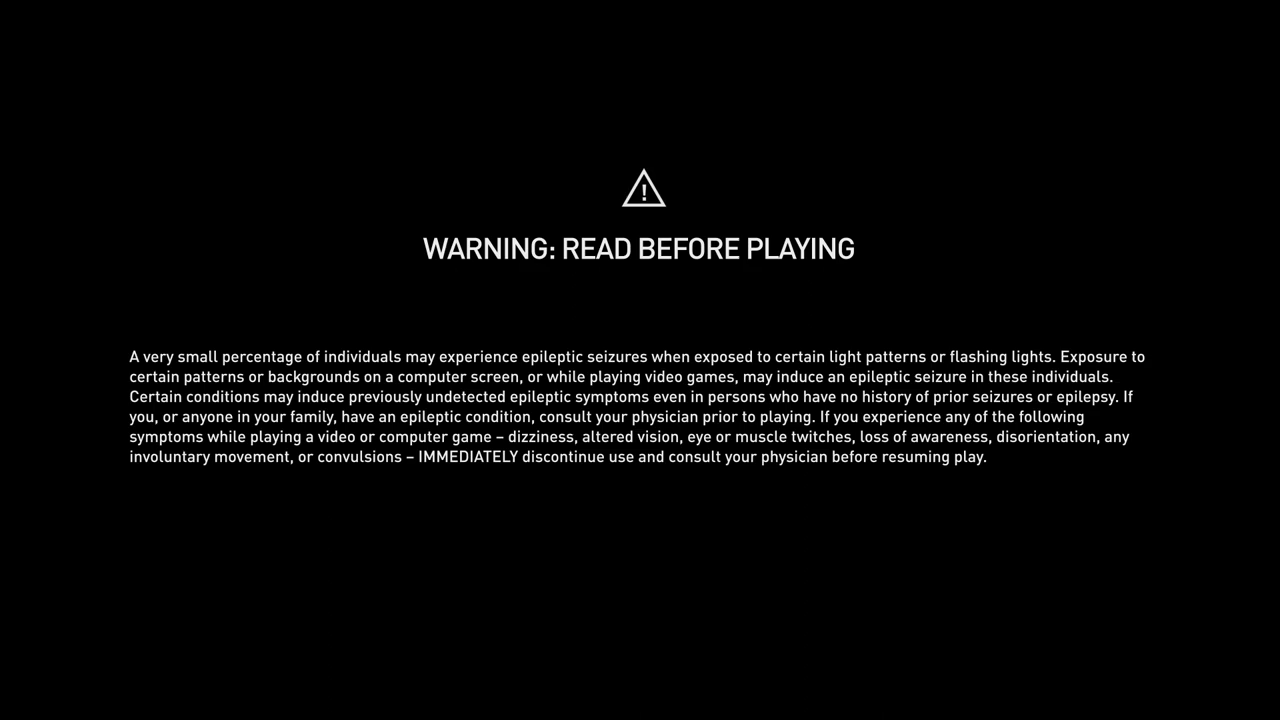 WARNING: READ BEFORE PLAYING
A very small percentage of individuals may experience epileptic seizures when exposed to certain light patterns or flashing lights. Exposure to
certain patterns or backgrounds on a computer screen, or while playing video games, may induce an epileptic seizure in these individuals.
Certain conditions may induce previously undetected epileptic symptoms even in persons who have no history of prior seizures or epilepsy. If
you, or anyone in your family, have an epileptic condition, consult your physician prior to playing. If you experience any of the following
symptoms while playing a video or computer game – dizziness, altered vision, eye or muscle twitches, loss of awareness, disorientation, any
involuntary movement, or convulsions – IMMEDIATELY discontinue use and consult your physician before resuming play.